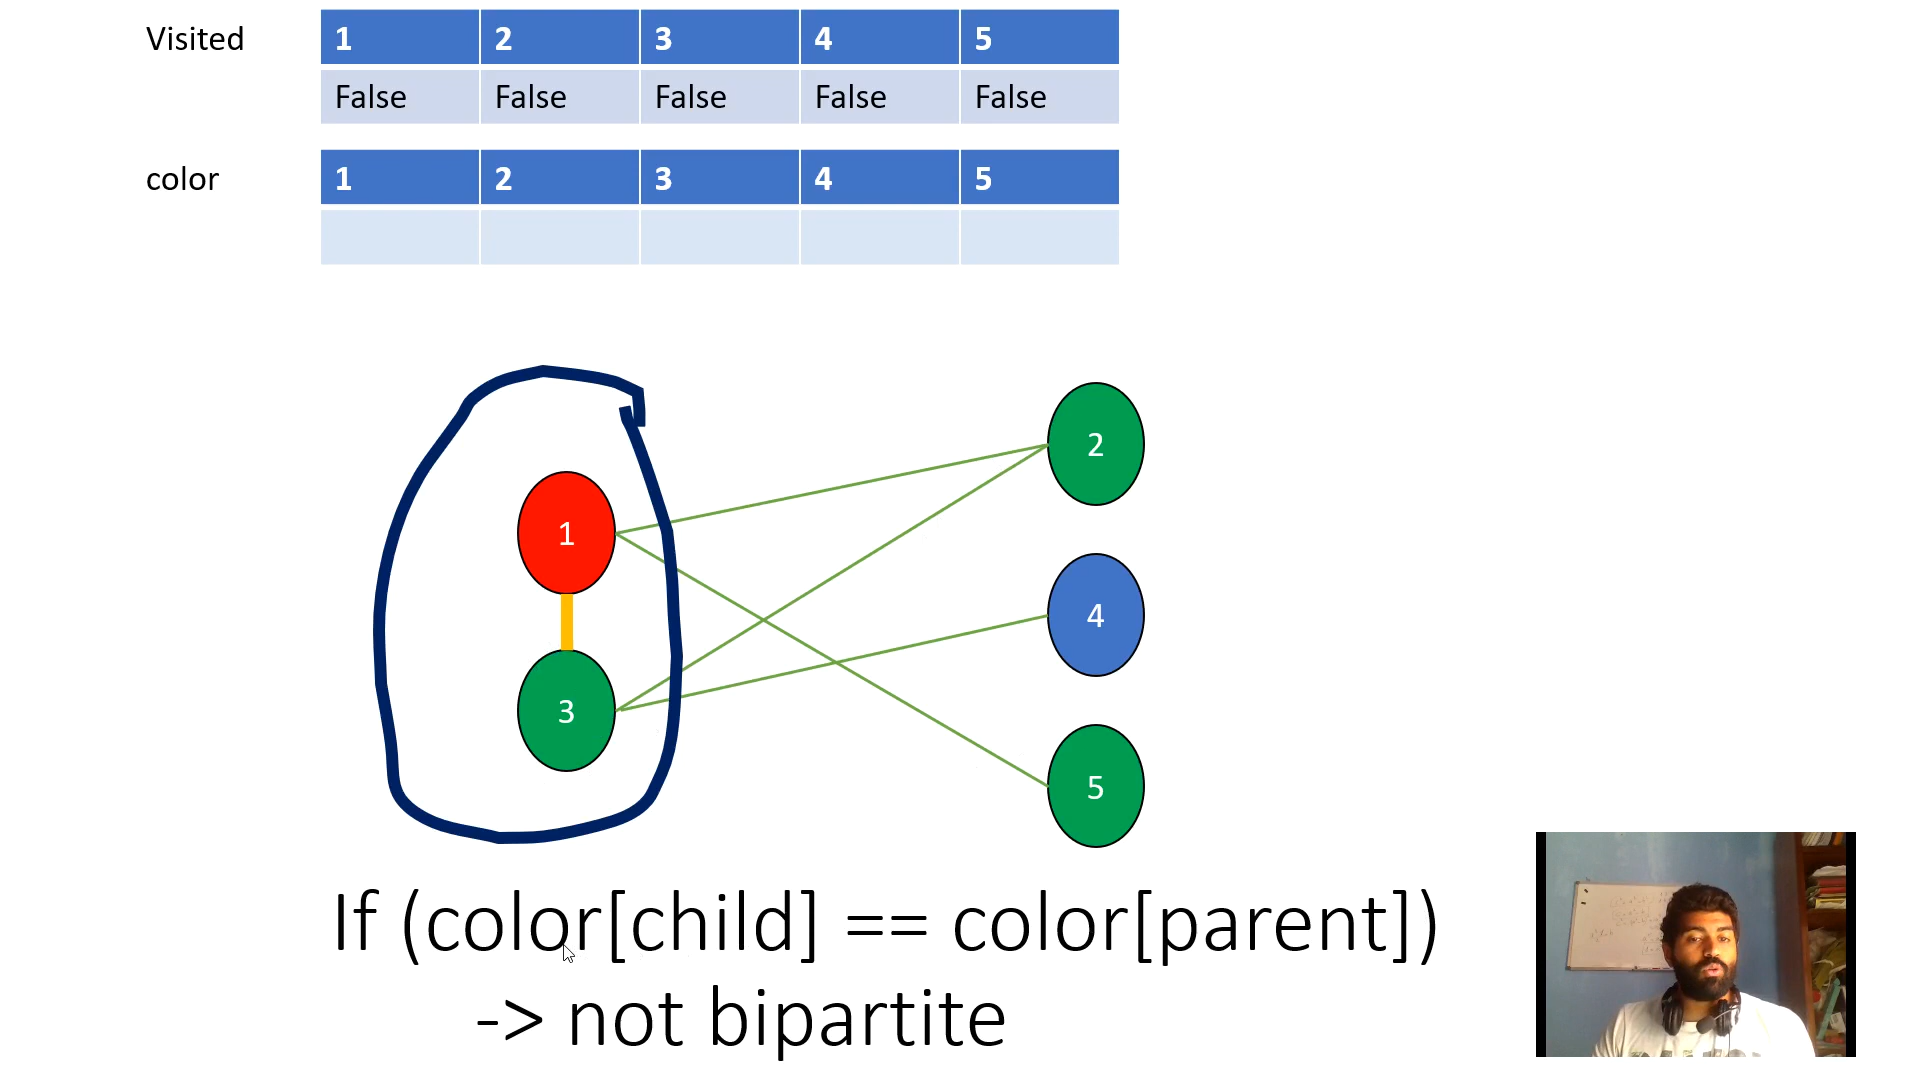 Visited 1 2 3 4 5
False False False False False
color 1 2 3 4 5
2
1
4
3
5
If (color[child] == color[parent])
-> not bipartite